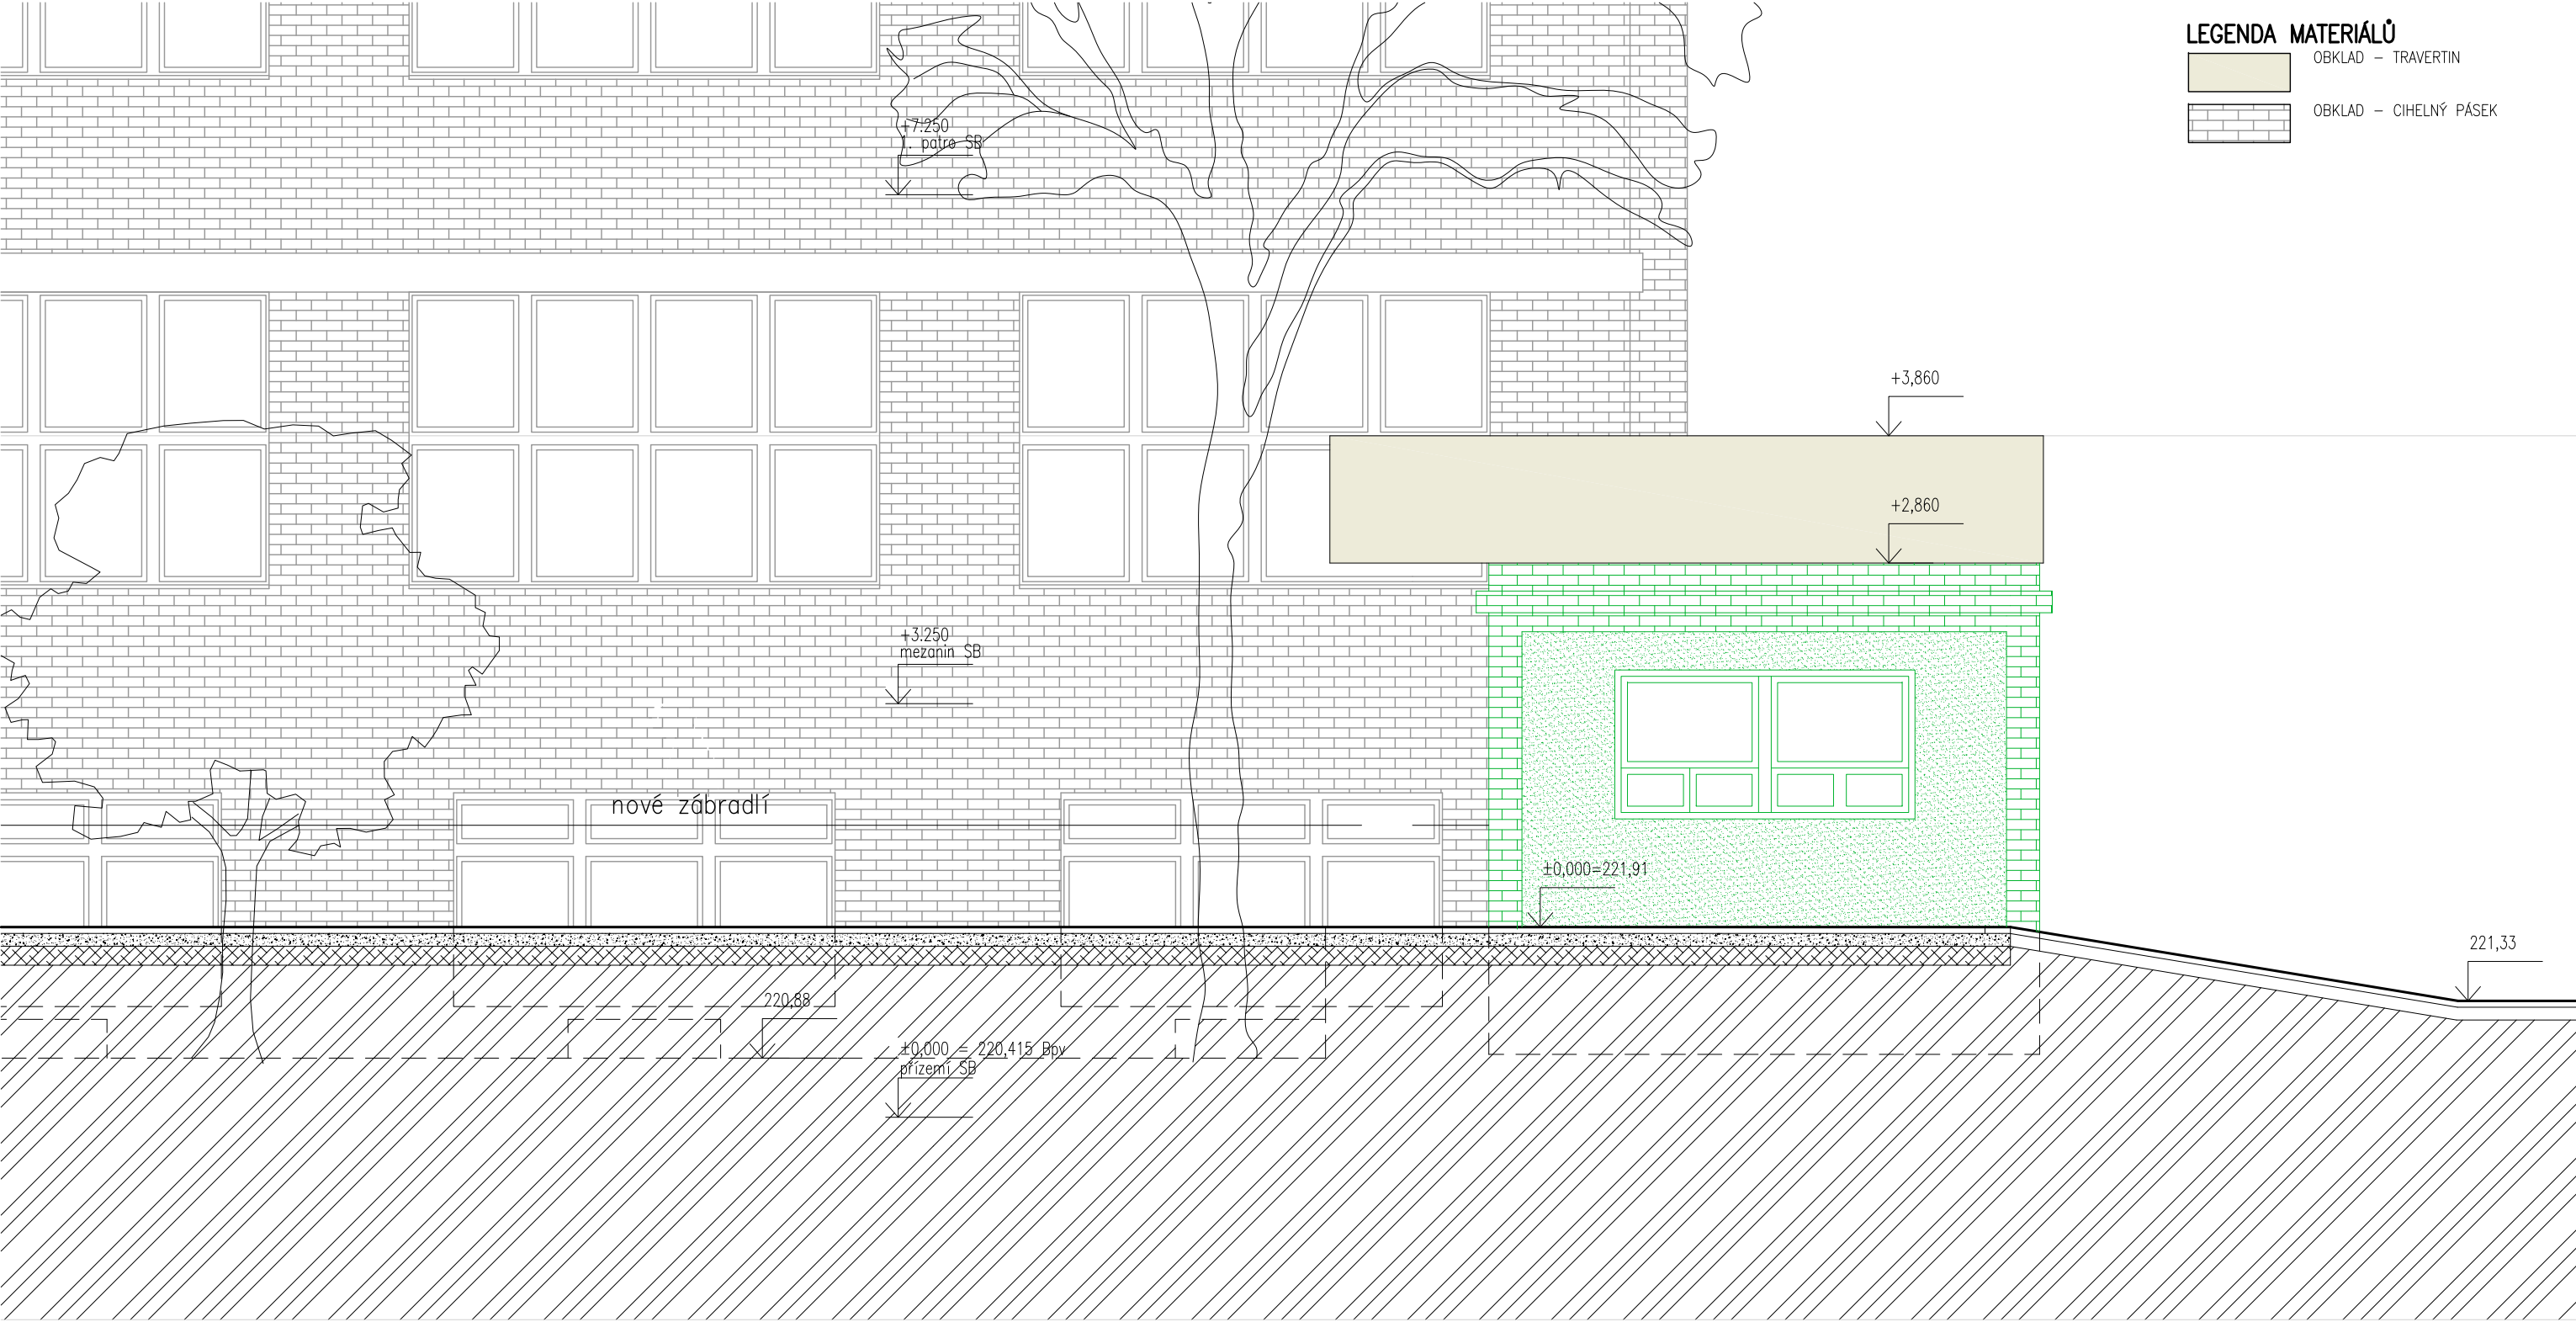 LEGENDA MATERIÁLŮ
OBKLAD – TRAVERTIN
OBKLAD – CIHELNÝ PÁSEK
+7.250
1. patro SB
+3,860
+2,860
+3.250
mezanin SB
nové zábradlí
±0,000=221,91
221,33
220,88
±0,000 = 220,415 Bpv
přízemí SB